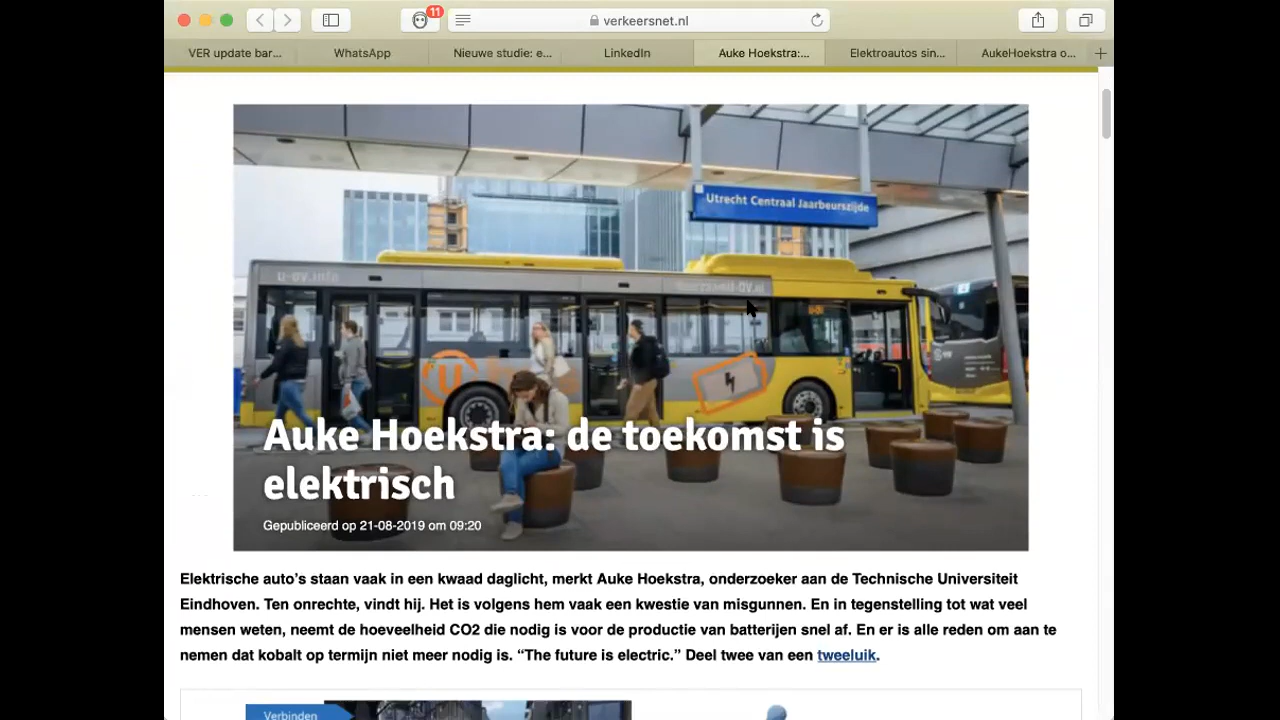 11
verkeersnet.nl
VER update bar...
WhatsApp
Nieuwe studie: e...
LinkedIn
Auke Hoekstra:...
Elektroautos sin...
AukeHoekstra o...
Utrecht Centraal Jaarbeurszijde
u-ov.info
U
Auke Hoekstra: de toekomst is
elektrisch
Gepubliceerd op 21-08-2019 om 09:20
Elektrische auto’s staan vaak in een kwaad daglicht, merkt Auke Hoekstra, onderzoeker aan de Technische Universiteit
Eindhoven. Ten onrechte, vindt hij. Het is volgens hem vaak een kwestie van misgunnen. En in tegenstelling tot wat veel
mensen weten, neemt de hoeveelheid CO2 die nodig is voor de productie van batterijen snel af. En er is alle reden om aan te
nemen dat kobalt op termijn niet meer nodig is. “The future is electric.” Deel twee van een tweeluik.
Verbinden